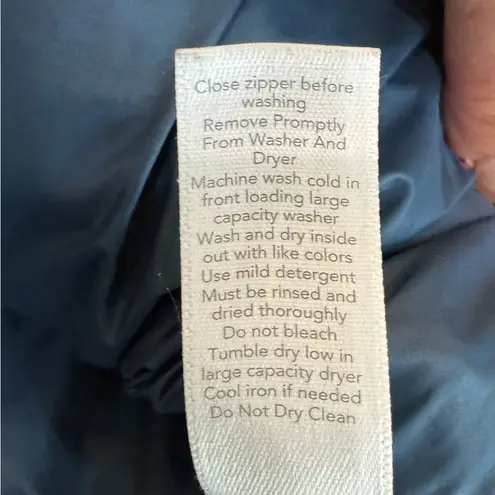 Close zipper before
washing
Remove Promptly
From Washer And
Dryer
Machine wash cold in
front loading large
capacity washer
Wash and dry inside
out with like colors
Use mild detergent
Must be rinsed and
dried thoroughly
Do not bleach
Tumble dry low in
large capacity dryer
Cool iron if needed
Do Not Dry Clean